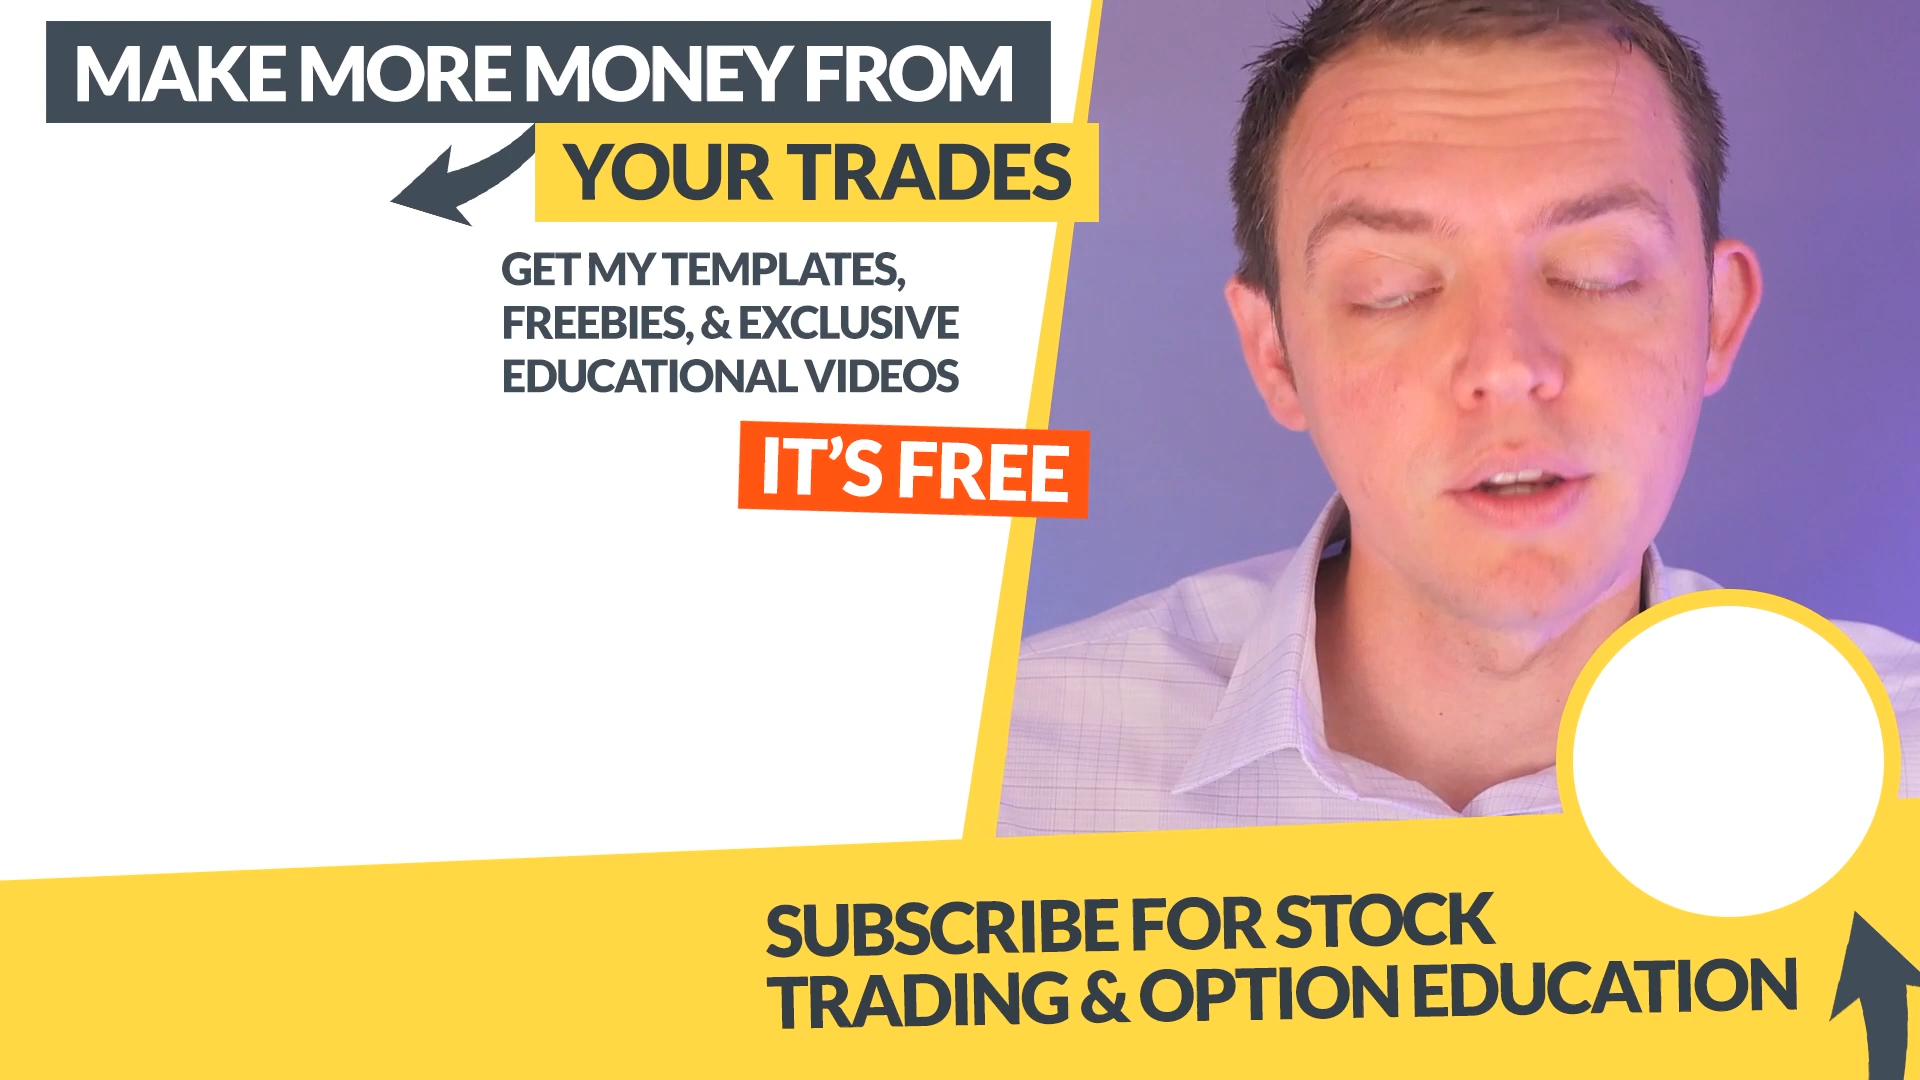 MAKE MORE MONEY FROM
YOUR TRADES
GET MY TEMPLATES,
FREEBIES, & EXCLUSIVE
EDUCATIONAL VIDEOS
IT'S FREE
SUBSCRIBE FOR STOCK
TRADING & OPTION EDUCATION